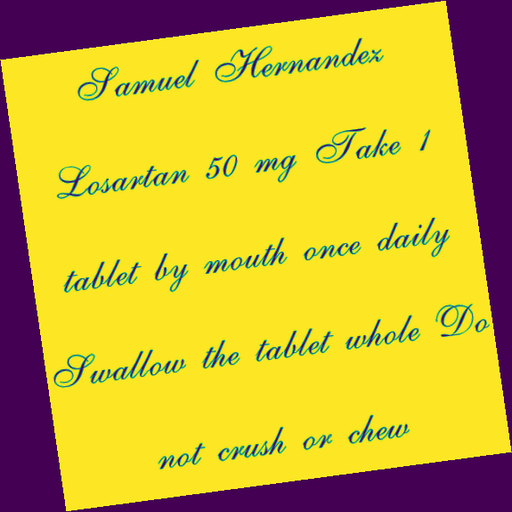 Samuel Hernandez
Losartan 50 mg Take 1
tablet by mouth once daily
Swallow the tablet whole Do
not crush or chew